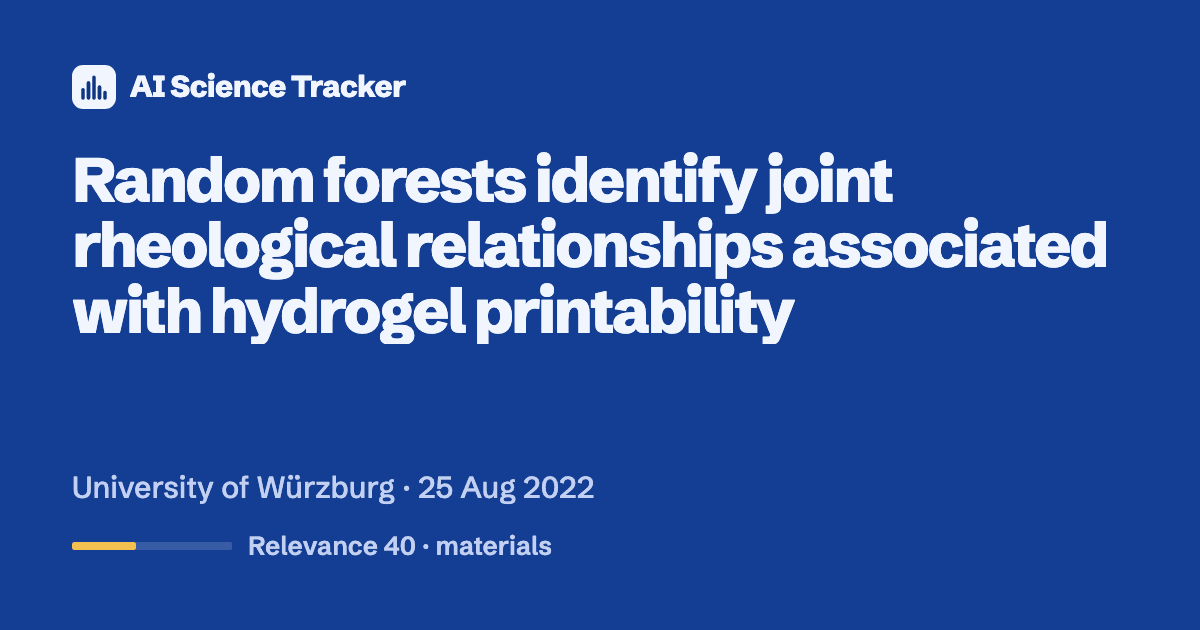 AI Science Tracker
Random forests identify joint
rheological relationships associated
with hydrogel printability
University of Würzburg · 25 Aug 2022
Relevance 40 · materials